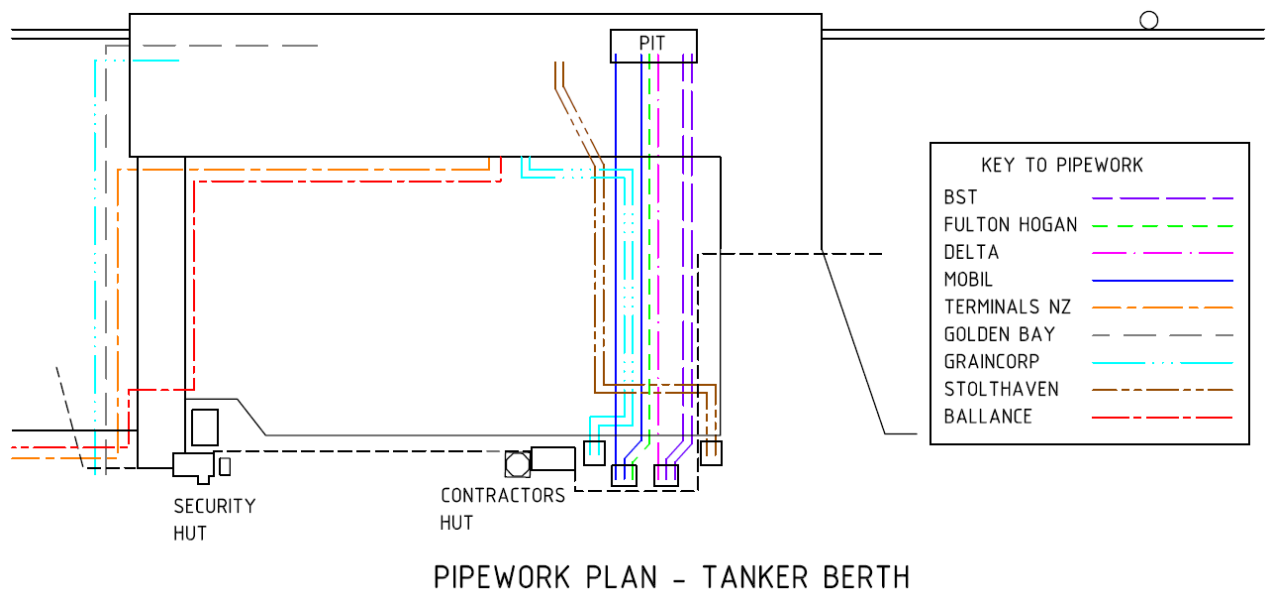 PIT
KEY TO PIPEWORK
BST
FULTON HOGAN
DELTA
MOBIL
TERMINALS NZ
GOLDEN BAY
GRAINCORP
STOLTHAVEN
BALLANCE
SECURITY
HUT
CONTRACTORS
HUT
PIPEWORK PLAN - TANKER BERTH